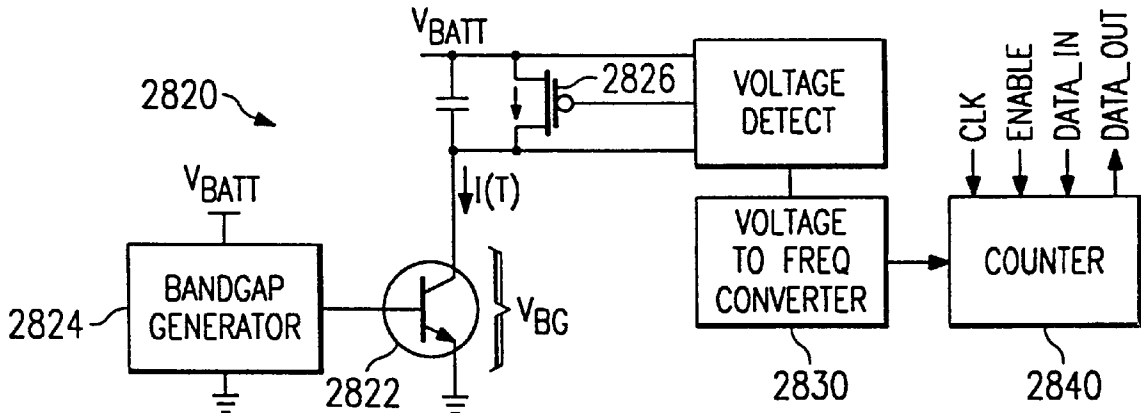 V_BATT
2820
2826
VOLTAGE
DETECT
CLK
ENABLE
DATA_IN
DATA_OUT
V_BATT
I(T)
BANDGAP
GENERATOR
2824
2822
V_BG
VOLTAGE
TO FREQ
CONVERTER
2830
COUNTER
2840